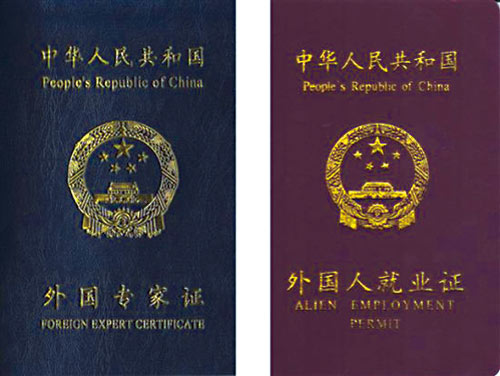 中华人民共和国
People's Republic of China
外国专家证
FOREIGN EXPERT CERTIFICATE
中华人民共和国
People's Republic of China
外国人就业证
ALIEN EMPLOYMENT
PERMIT